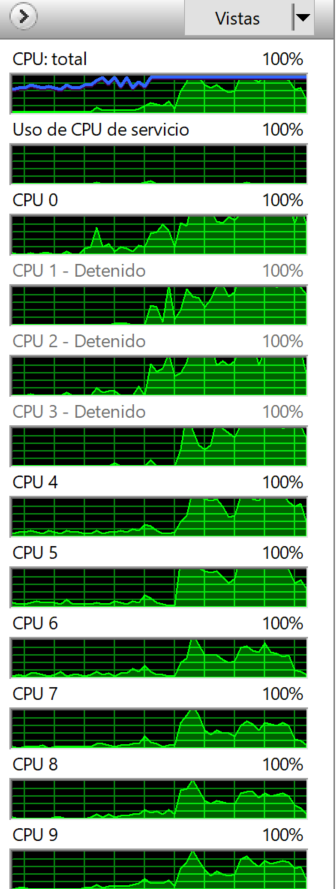 Vistas
CPU: total 100%
Uso de CPU de servicio 100%
CPU 0 100%
CPU 1 - Detenido 100%
CPU 2 - Detenido 100%
CPU 3 - Detenido 100%
CPU 4 100%
CPU 5 100%
CPU 6 100%
CPU 7 100%
CPU 8 100%
CPU 9 100%